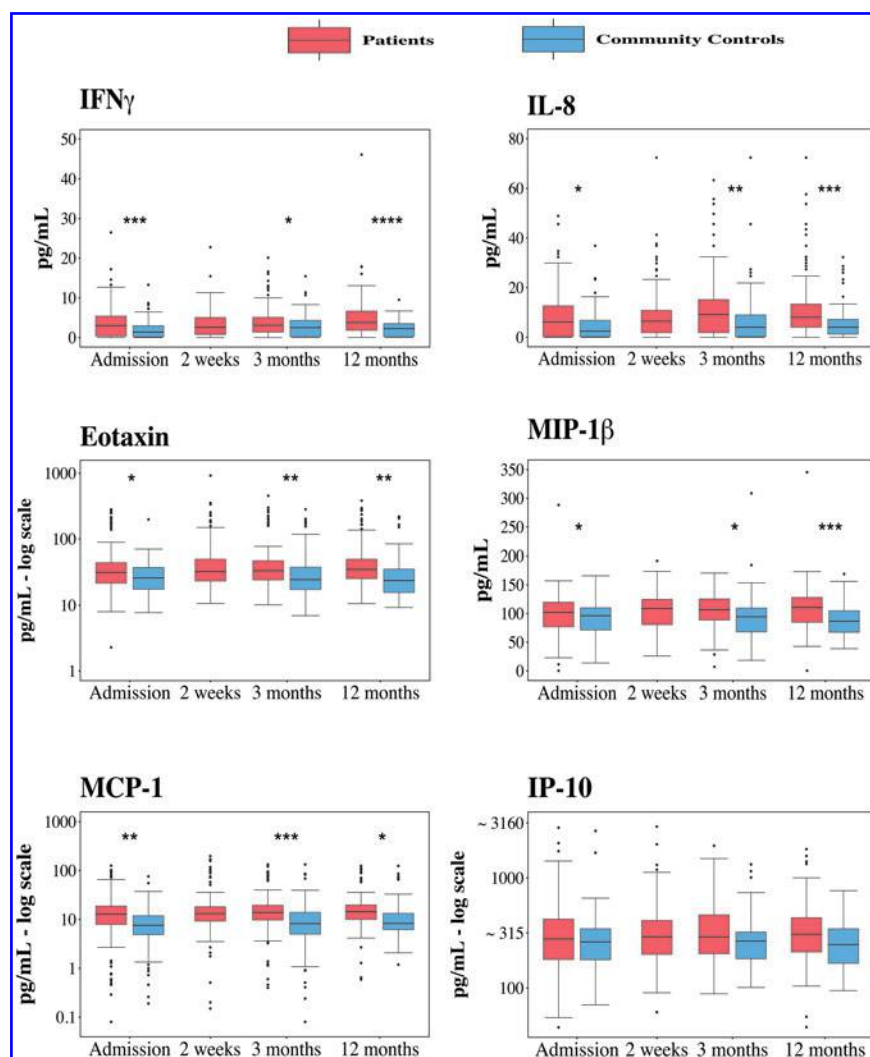 Patients Community Controls
IFNγ
pg/mL
50
40
30
20
10
0
*** * ****
Admission 2 weeks 3 months 12 months
IL-8
pg/mL
80
60
40
20
0
* ** ***
Admission 2 weeks 3 months 12 months
Eotaxin
pg/mL - log scale
1000
100
10
1
* ** **
Admission 2 weeks 3 months 12 months
MIP-1β
pg/mL
350
300
250
200
150
100
50
0
* * ***
Admission 2 weeks 3 months 12 months
MCP-1
pg/mL - log scale
1000
100
10
1
0.1
** *** *
Admission 2 weeks 3 months 12 months
IP-10
pg/mL - log scale
~ 3160
1000
~ 315
100
Admission 2 weeks 3 months 12 months